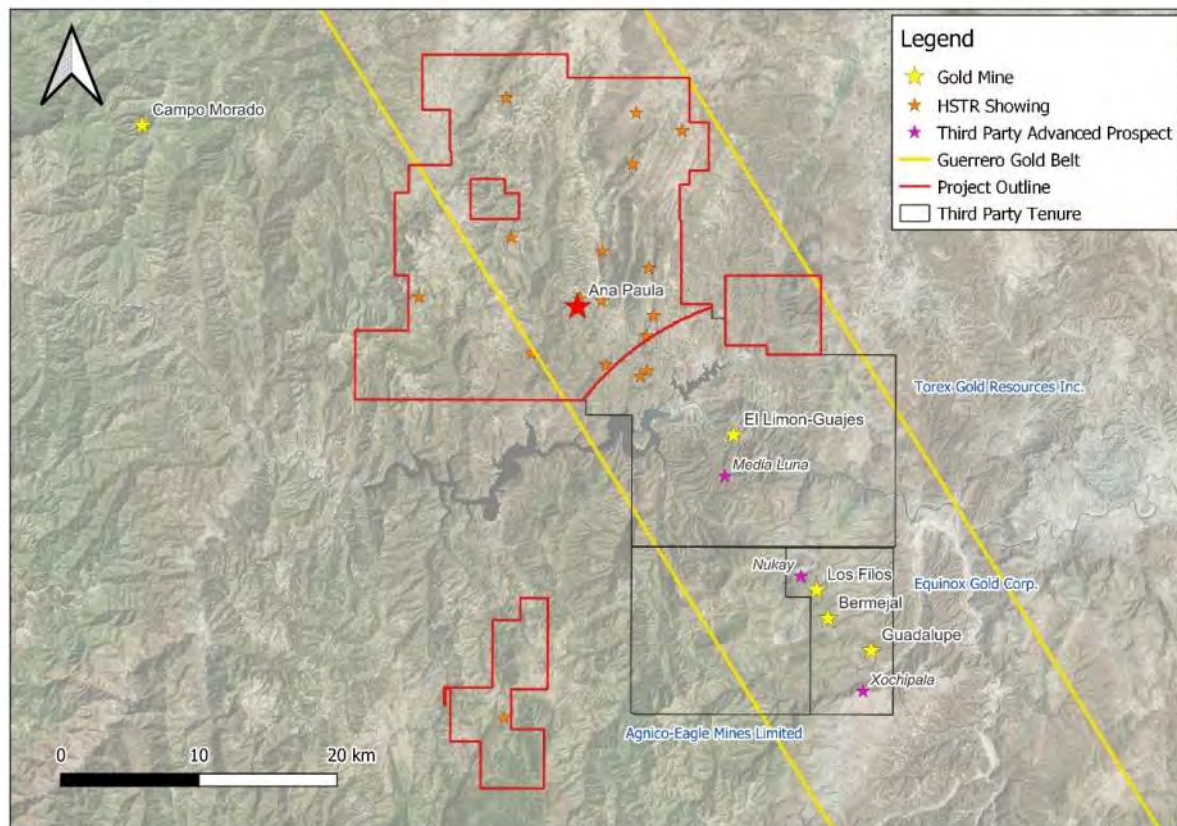 Legend
Gold Mine
HSTR Showing
Third Party Advanced Prospect
Guerrero Gold Belt
Project Outline
Third Party Tenure
Campo Morado
Ana Paula
Torex Gold Resources Inc.
El Limon-Guajes
Media Luna
Nukay
Los Filos
Equinox Gold Corp.
Bermejal
Guadalupe
Xochipala
Agnico-Eagle Mines Limited
0 10 20 km